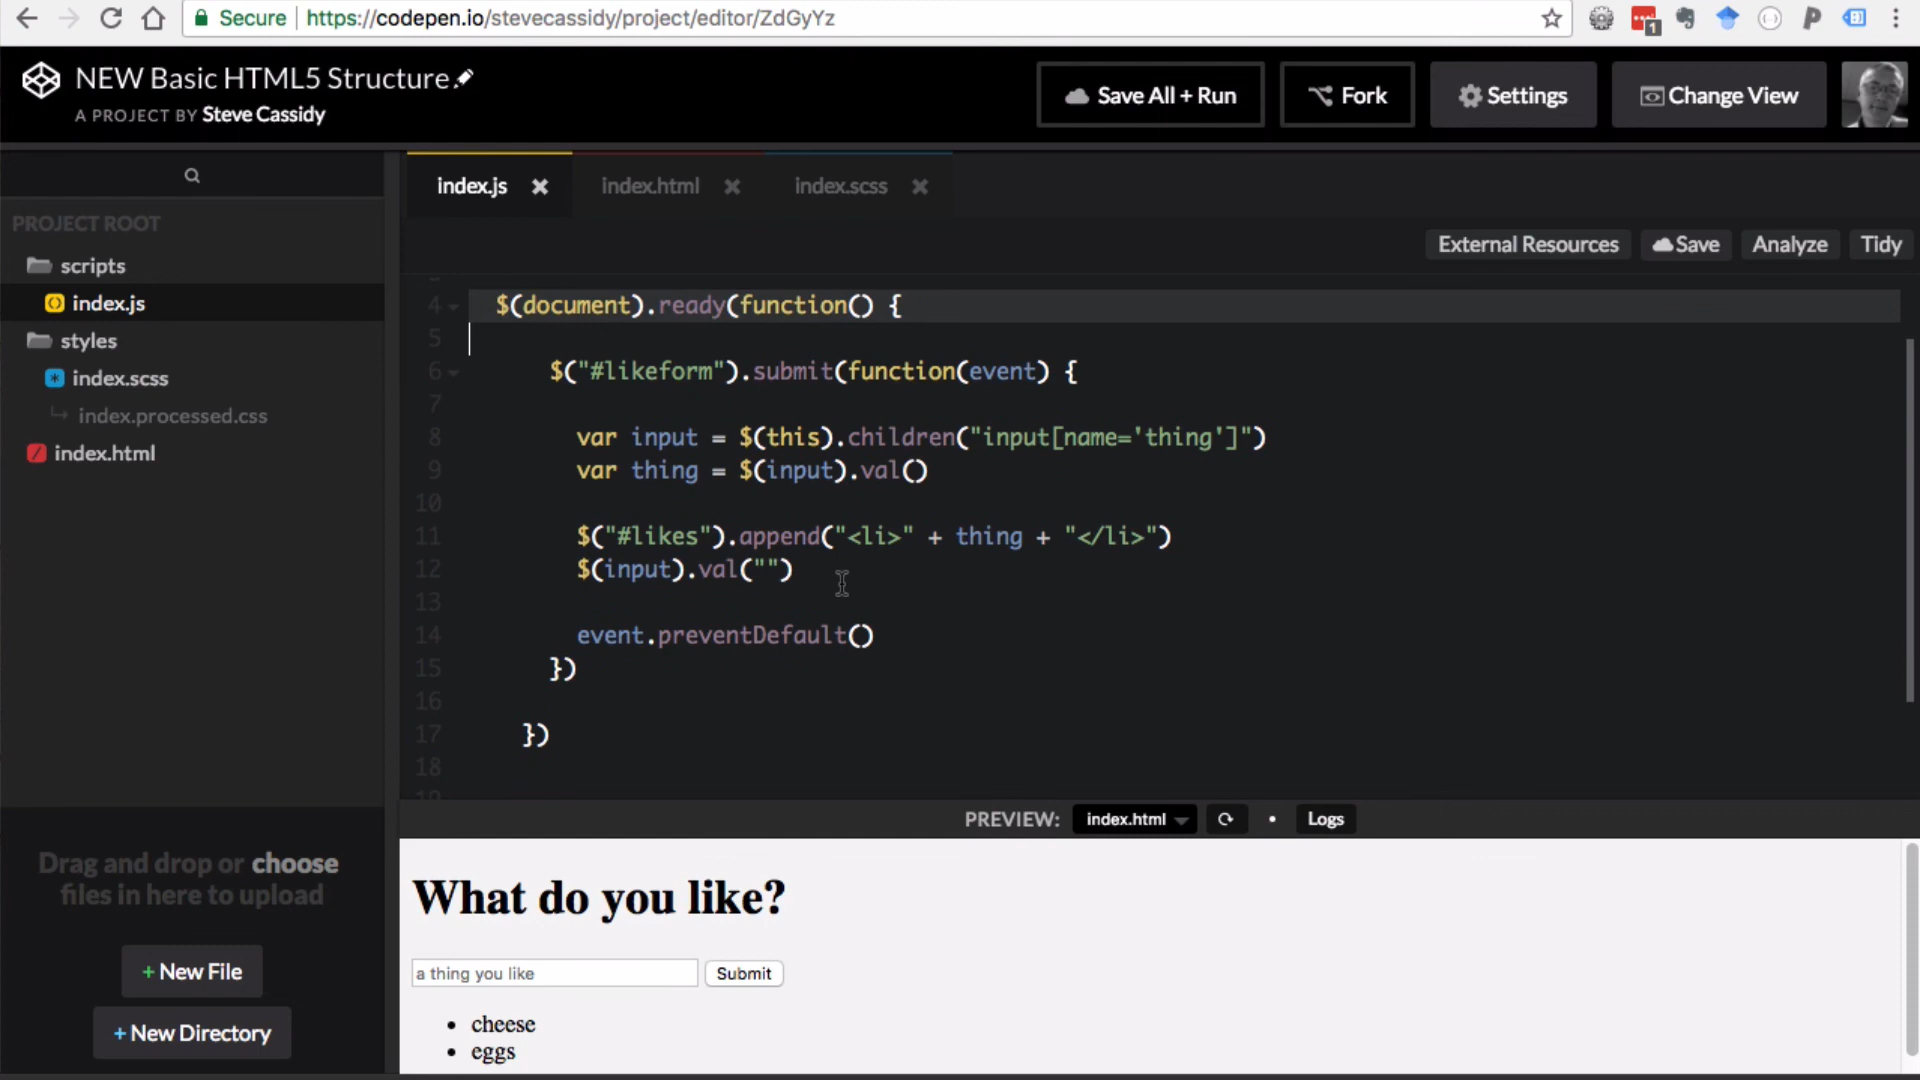 Secure
https://codepen.io/stevecassidy/project/editor/ZdGyYz
1
NEW Basic HTML5 Structure
A PROJECT BY Steve Cassidy
Save All + Run
Fork
Settings
Change View
index.js
index.html
index.scss
PROJECT ROOT
scripts
index.js
styles
index.scss
index.processed.css
index.html
External Resources
Save
Analyze
Tidy
4 $(document).ready(function() {
5
6 $("#likeform").submit(function(event) {
7
8 var input = $(this).children("input[name='thing']")
9 var thing = $(input).val()
10
11 $("#likes").append("<li>" + thing + "</li>")
12 $(input).val("")
13
14 event.preventDefault()
15 })
16
17 })
18
Drag and drop or choose
files in here to upload
+ New File
+ New Directory
PREVIEW:
index.html
Logs
What do you like?
a thing you like
Submit
• cheese
• eggs